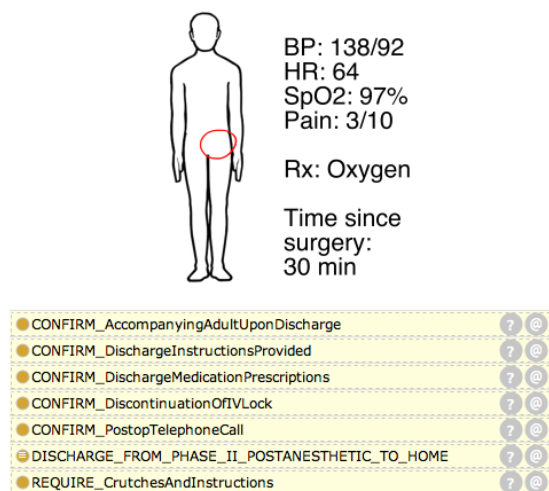 BP: 138/92
HR: 64
SpO2: 97%
Pain: 3/10
Rx: Oxygen
Time since
surgery:
30 min
CONFIRM_AccompanyingAdultUponDischarge ? @
CONFIRM_DischargeInstructionsProvided ? @
CONFIRM_DischargeMedicationPrescriptions ? @
CONFIRM_DiscontinuationOfIVLock ? @
CONFIRM_PostopTelephoneCall ? @
DISCHARGE_FROM_PHASE_II_POSTANESTHETIC_TO_HOME ? @
REQUIRE_CrutchesAndInstructions ? @